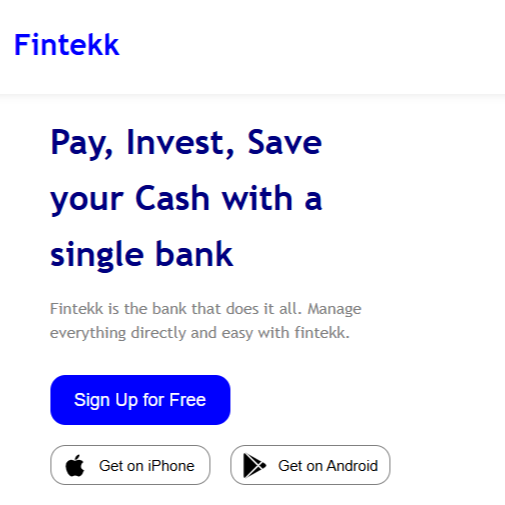 Fintekk
Pay, Invest, Save
your Cash with a
single bank
Fintekk is the bank that does it all. Manage
everything directly and easy with fintekk.
Sign Up for Free
Get on iPhone
Get on Android